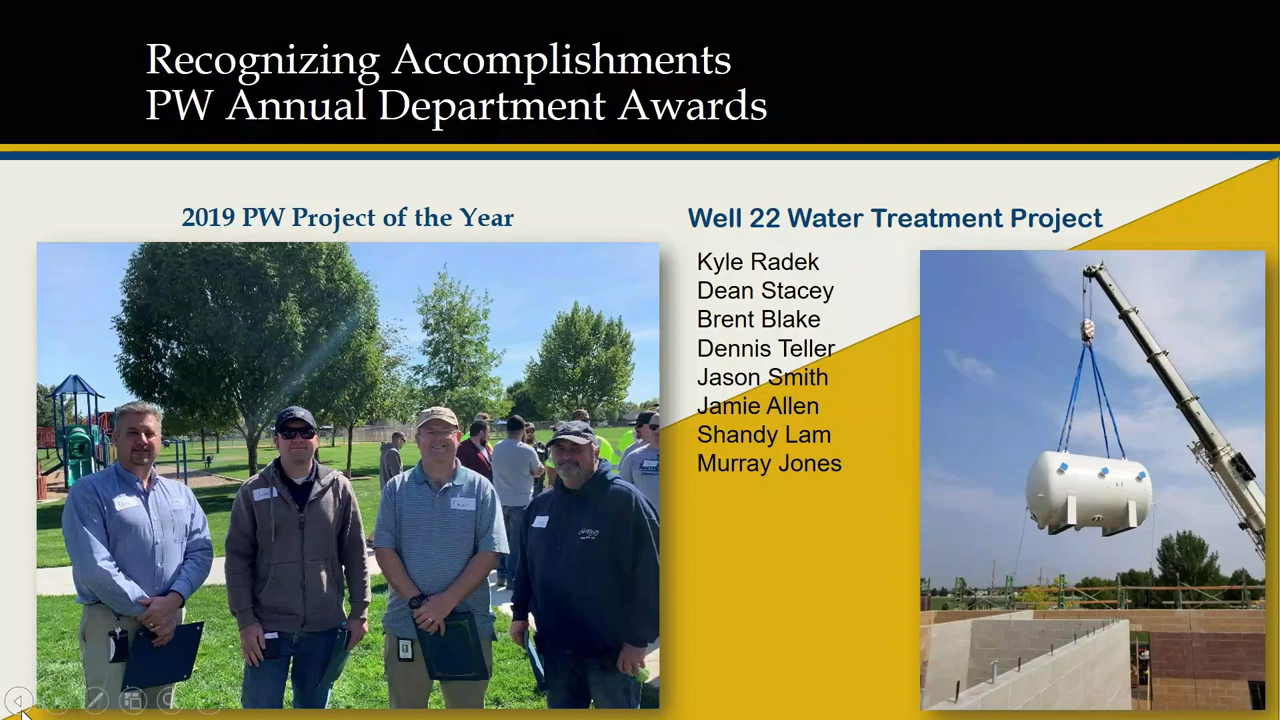 Recognizing Accomplishments
PW Annual Department Awards
2019 PW Project of the Year
Well 22 Water Treatment Project
Kyle Radek
Dean Stacey
Brent Blake
Dennis Teller
Jason Smith
Jamie Allen
Shandy Lam
Murray Jones